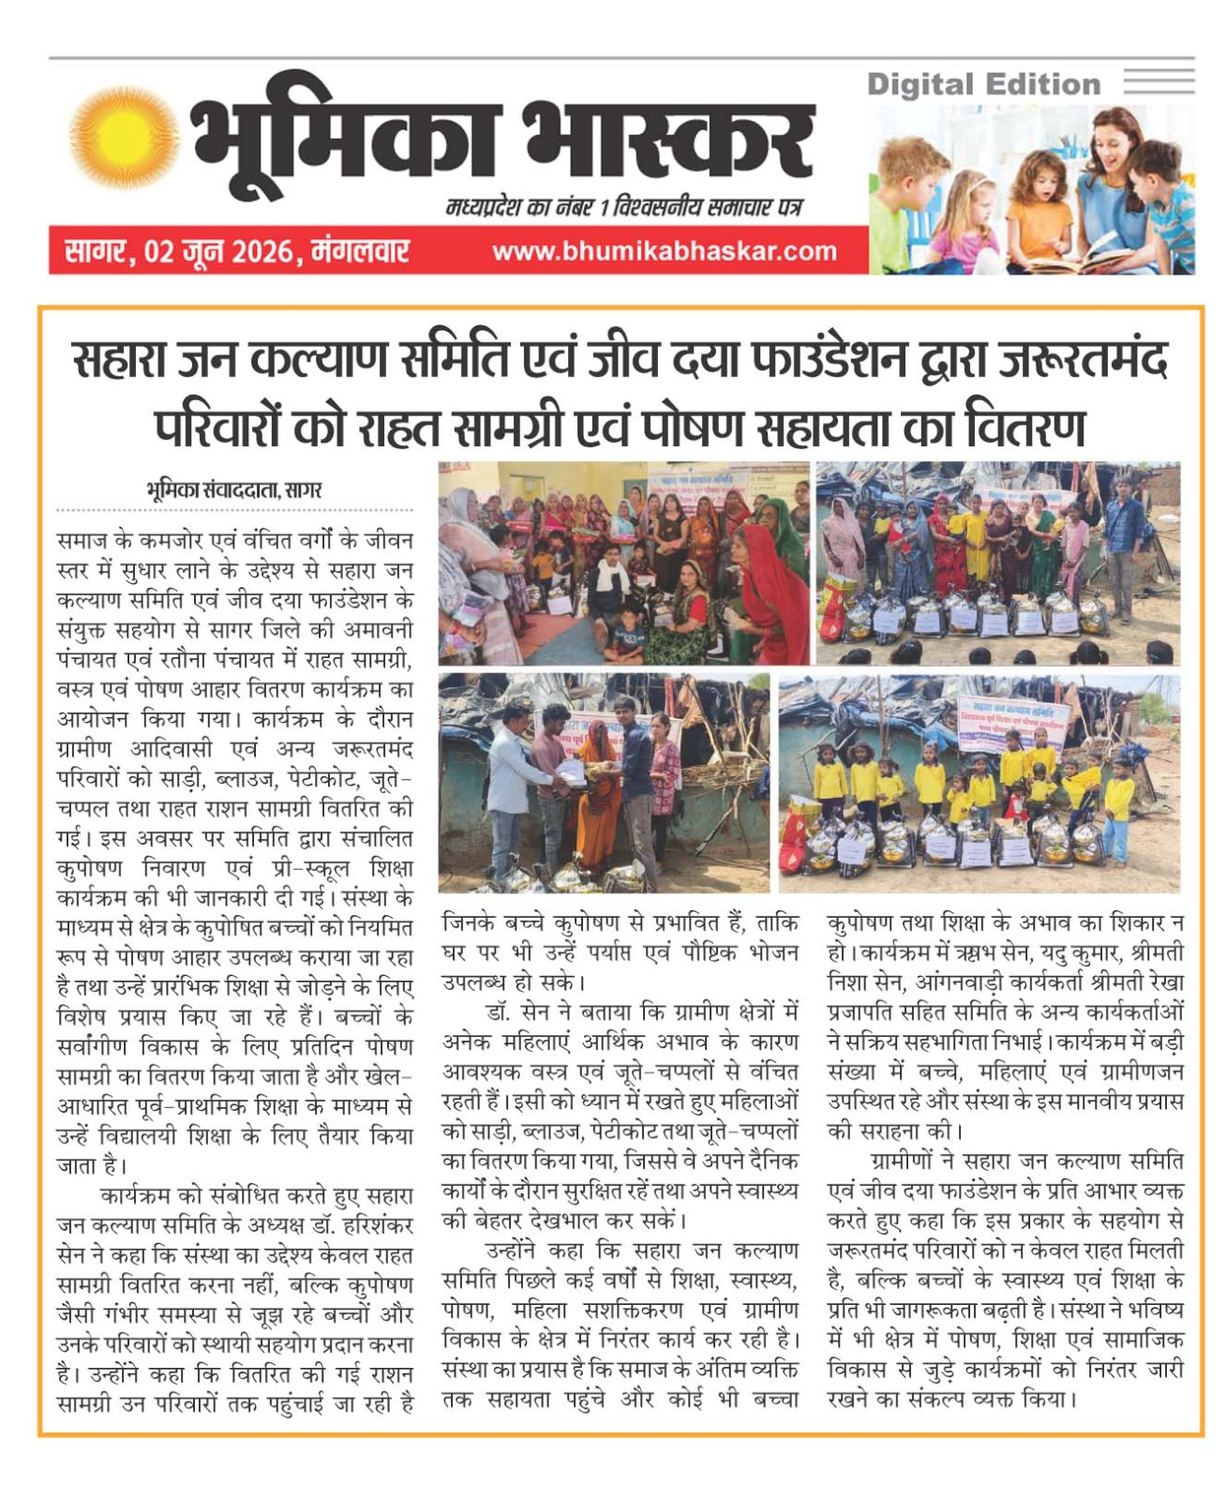 Digital Edition
भूमिका भास्कर
मध्यप्रदेश का नंबर 1 विश्वसनीय समाचार पत्र
सागर, 02 जून 2026, मंगलवार
www.bhumikabhaskar.com
सहारा जन कल्याण समिति एवं जीव दया फाउंडेशन द्वारा जरूरतमंद
परिवारों को राहत सामग्री एवं पोषण सहायता का वितरण
भूमिका संवाददाता, सागर
समाज के कमजोर एवं वंचित वर्गों के जीवन
स्तर में सुधार लाने के उद्देश्य से सहारा जन
कल्याण समिति एवं जीव दया फाउंडेशन के
संयुक्त सहयोग से सागर जिले की अमावनी
पंचायत एवं रतौना पंचायत में राहत सामग्री,
वस्त्र एवं पोषण आहार वितरण कार्यक्रम का
आयोजन किया गया। कार्यक्रम के दौरान
ग्रामीण आदिवासी एवं अन्य जरूरतमंद
परिवारों को साड़ी, ब्लाउज, पेटीकोट, जूते-
चप्पल तथा राहत राशन सामग्री वितरित की
गई। इस अवसर पर समिति द्वारा संचालित
कुपोषण निवारण एवं प्री-स्कूल शिक्षा
कार्यक्रम की भी जानकारी दी गई। संस्था के
माध्यम से क्षेत्र के कुपोषित बच्चों को नियमित
रूप से पोषण आहार उपलब्ध कराया जा रहा
है तथा उन्हें प्रारंभिक शिक्षा से जोड़ने के लिए
विशेष प्रयास किए जा रहे हैं। बच्चों के
सर्वांगीण विकास के लिए प्रतिदिन पोषण
सामग्री का वितरण किया जाता है और खेल-
आधारित पूर्व-प्राथमिक शिक्षा के माध्यम से
उन्हें विद्यालयी शिक्षा के लिए तैयार किया
जाता है।
कार्यक्रम को संबोधित करते हुए सहारा
जन कल्याण समिति के अध्यक्ष डॉ. हरिशंकर
सेन ने कहा कि संस्था का उद्देश्य केवल राहत
सामग्री वितरित करना नहीं, बल्कि कुपोषण
जैसी गंभीर समस्या से जूझ रहे बच्चों और
उनके परिवारों को स्थायी सहयोग प्रदान करना
है। उन्होंने कहा कि वितरित की गई राशन
सामग्री उन परिवारों तक पहुंचाई जा रही है
जिनके बच्चे कुपोषण से प्रभावित हैं, ताकि
घर पर भी उन्हें पर्याप्त एवं पौष्टिक भोजन
उपलब्ध हो सके।
डॉ. सेन ने बताया कि ग्रामीण क्षेत्रों में
अनेक महिलाएं आर्थिक अभाव के कारण
आवश्यक वस्त्र एवं जूते-चप्पलों से वंचित
रहती हैं। इसी को ध्यान में रखते हुए महिलाओं
को साड़ी, ब्लाउज, पेटीकोट तथा जूते-चप्पलों
का वितरण किया गया, जिससे वे अपने दैनिक
कार्यों के दौरान सुरक्षित रहें तथा अपने स्वास्थ्य
की बेहतर देखभाल कर सकें।
उन्होंने कहा कि सहारा जन कल्याण
समिति पिछले कई वर्षों से शिक्षा, स्वास्थ्य,
पोषण, महिला सशक्तिकरण एवं ग्रामीण
विकास के क्षेत्र में निरंतर कार्य कर रही है।
संस्था का प्रयास है कि समाज के अंतिम व्यक्ति
तक सहायता पहुंचे और कोई भी बच्चा
कुपोषण तथा शिक्षा के अभाव का शिकार न
हो। कार्यक्रम में ऋषभ सेन, यदु कुमार, श्रीमती
निशा सेन, आंगनवाड़ी कार्यकर्ता श्रीमती रेखा
प्रजापति सहित समिति के अन्य कार्यकर्ताओं
ने सक्रिय सहभागिता निभाई। कार्यक्रम में बड़ी
संख्या में बच्चे, महिलाएं एवं ग्रामीणजन
उपस्थित रहे और संस्था के इस मानवीय प्रयास
की सराहना की।
ग्रामीणों ने सहारा जन कल्याण समिति
एवं जीव दया फाउंडेशन के प्रति आभार व्यक्त
करते हुए कहा कि इस प्रकार के सहयोग से
जरूरतमंद परिवारों को न केवल राहत मिलती
है, बल्कि बच्चों के स्वास्थ्य एवं शिक्षा के
प्रति भी जागरूकता बढ़ती है। संस्था ने भविष्य
में भी क्षेत्र में पोषण, शिक्षा एवं सामाजिक
विकास से जुड़े कार्यक्रमों को निरंतर जारी
रखने का संकल्प व्यक्त किया।